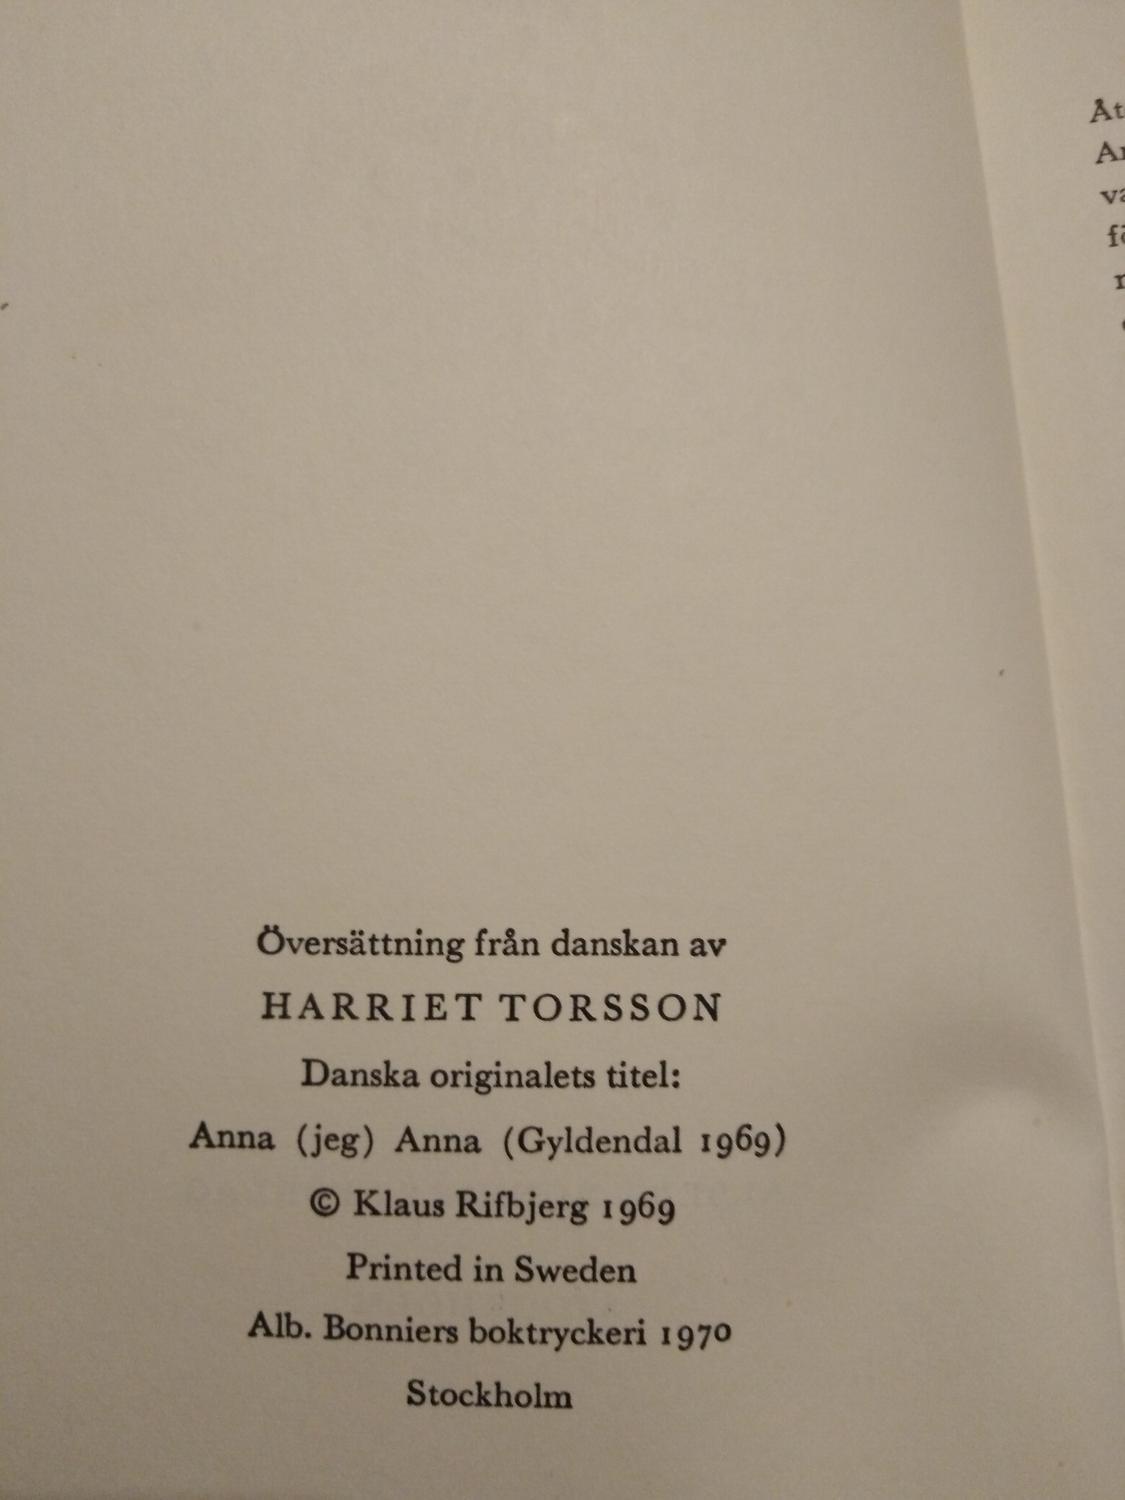 Översättning från danskan av
HARRIET TORSSON
Danska originalets titel:
Anna (jeg) Anna (Gyldendal 1969)
© Klaus Rifbjerg 1969
Printed in Sweden
Alb. Bonniers boktryckeri 1970
Stockholm